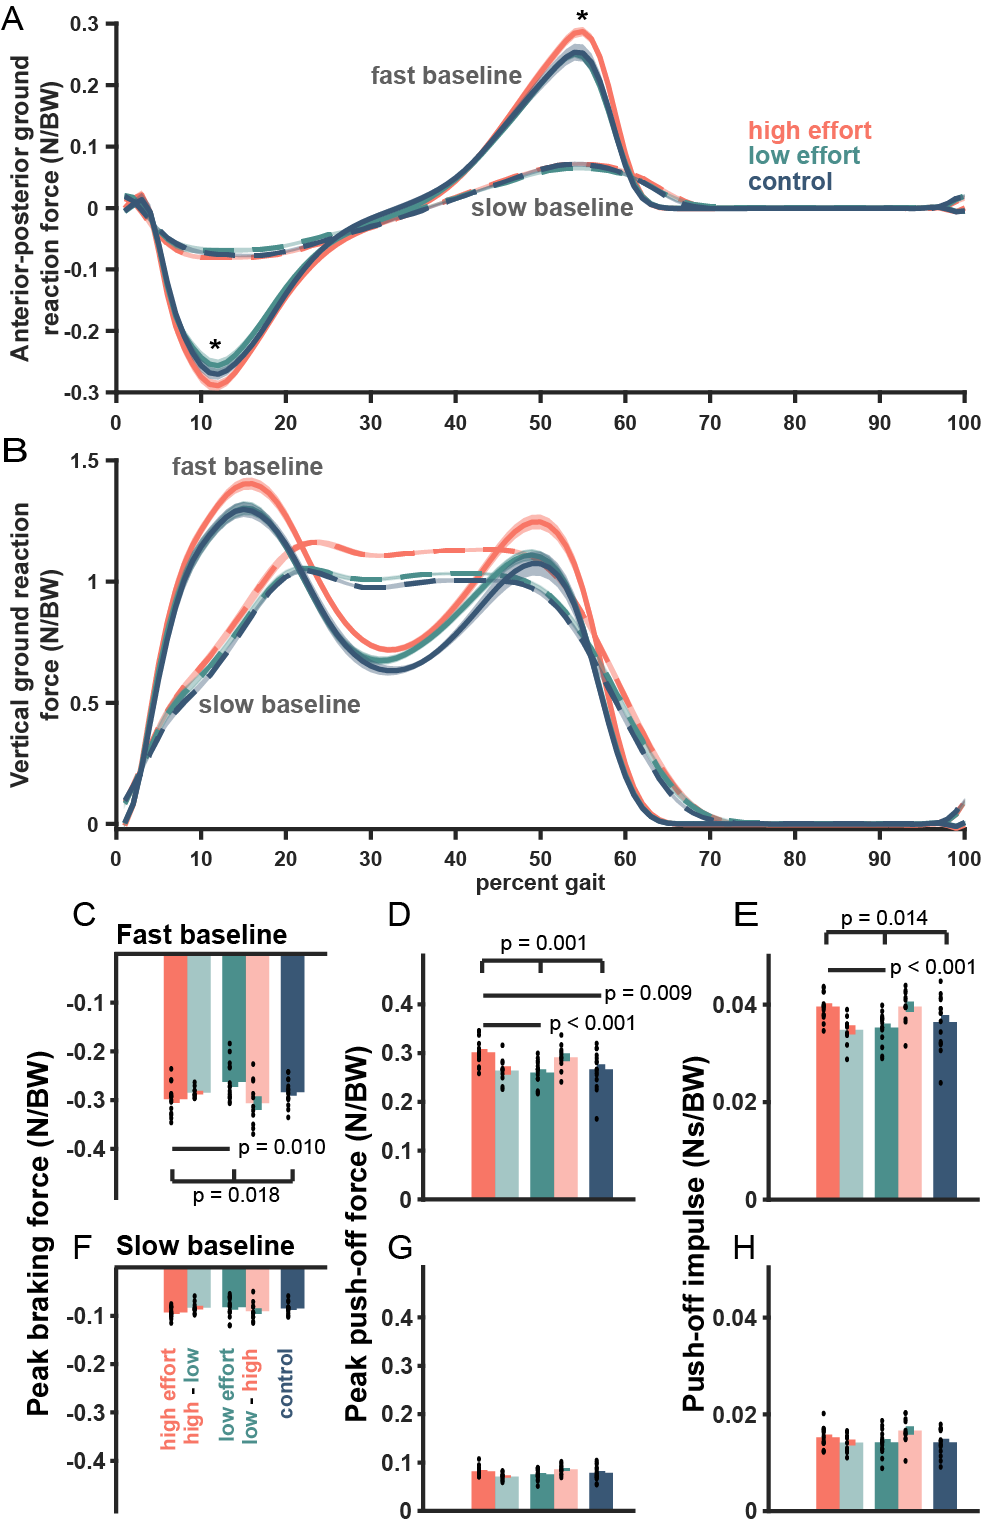 A
Anterior-posterior ground
reaction force (N/BW)
0.3
0.2
0.1
0
-0.1
-0.2
-0.3
*
*
fast baseline
slow baseline
high effort
low effort
control
0 10 20 30 40 50 60 70 80 90 100
B
Vertical ground reaction
force (N/BW)
1.5
1
0.5
0
fast baseline
slow baseline
0 10 20 30 40 50 60 70 80 90 100
percent gait
C
Fast baseline
Peak braking force (N/BW)
-0.1
-0.2
-0.3
-0.4
p = 0.010
p = 0.018
D
Peak push-off force (N/BW)
p = 0.001
p = 0.009
p < 0.001
0.4
0.3
0.2
0.1
0
E
Push-off impulse (Ns/BW)
p = 0.014
p < 0.001
0.04
0.02
0
F
Slow baseline
-0.1
-0.2
-0.3
-0.4
high effort
high - low
low effort
low - high
control
G
0.4
0.3
0.2
0.1
0
H
0.04
0.02
0